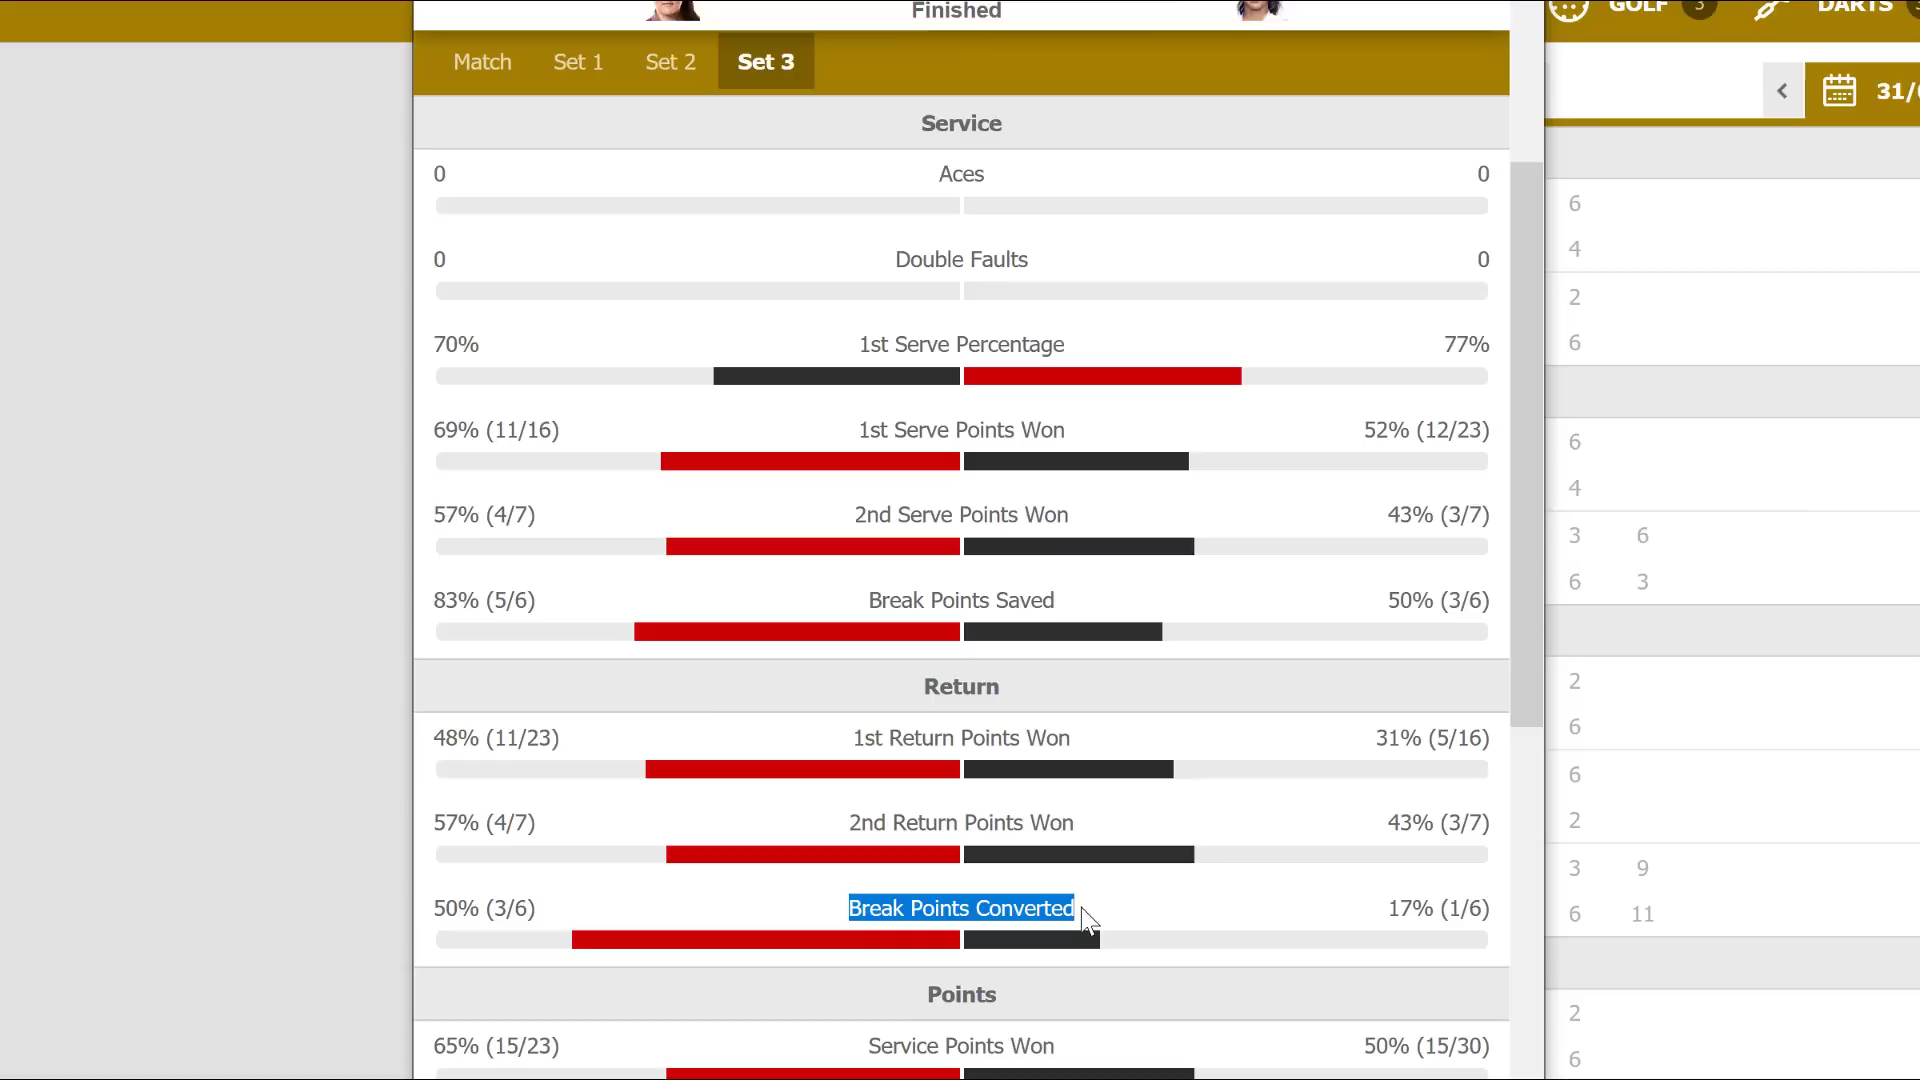 Finished
GOLF 3 DARTS
Match Set 1 Set 2 Set 3
31/
Service
0 Aces 0
0 Double Faults 0
70% 1st Serve Percentage 77%
69% (11/16) 1st Serve Points Won 52% (12/23)
57% (4/7) 2nd Serve Points Won 43% (3/7)
83% (5/6) Break Points Saved 50% (3/6)
Return
48% (11/23) 1st Return Points Won 31% (5/16)
57% (4/7) 2nd Return Points Won 43% (3/7)
50% (3/6) Break Points Converted 17% (1/6)
Points
65% (15/23) Service Points Won 50% (15/30)
6
4
2
6
6
4
3 6
6 3
2
6
6
2
3 9
6 11
2
6